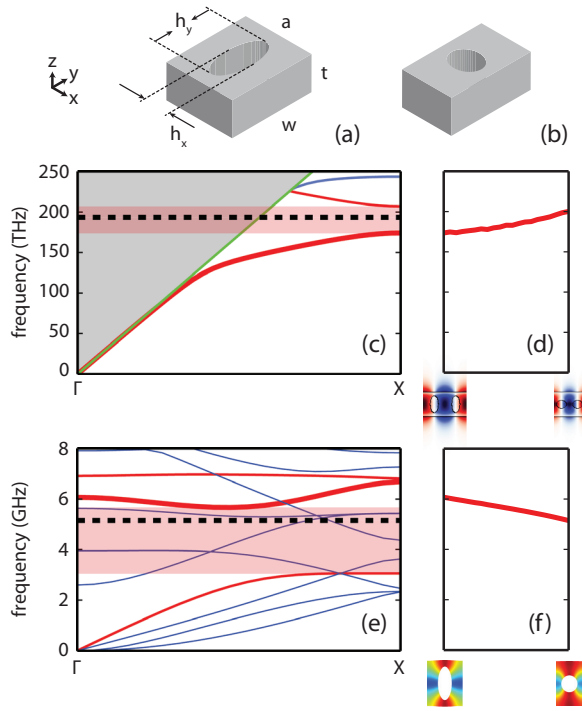 h_y
a
z
y
x
t
h_x
w
(a)
(b)
frequency (THz)
250
200
150
100
50
0
Γ
X
(c)
(d)
frequency (GHz)
8
6
4
2
0
Γ
X
(e)
(f)